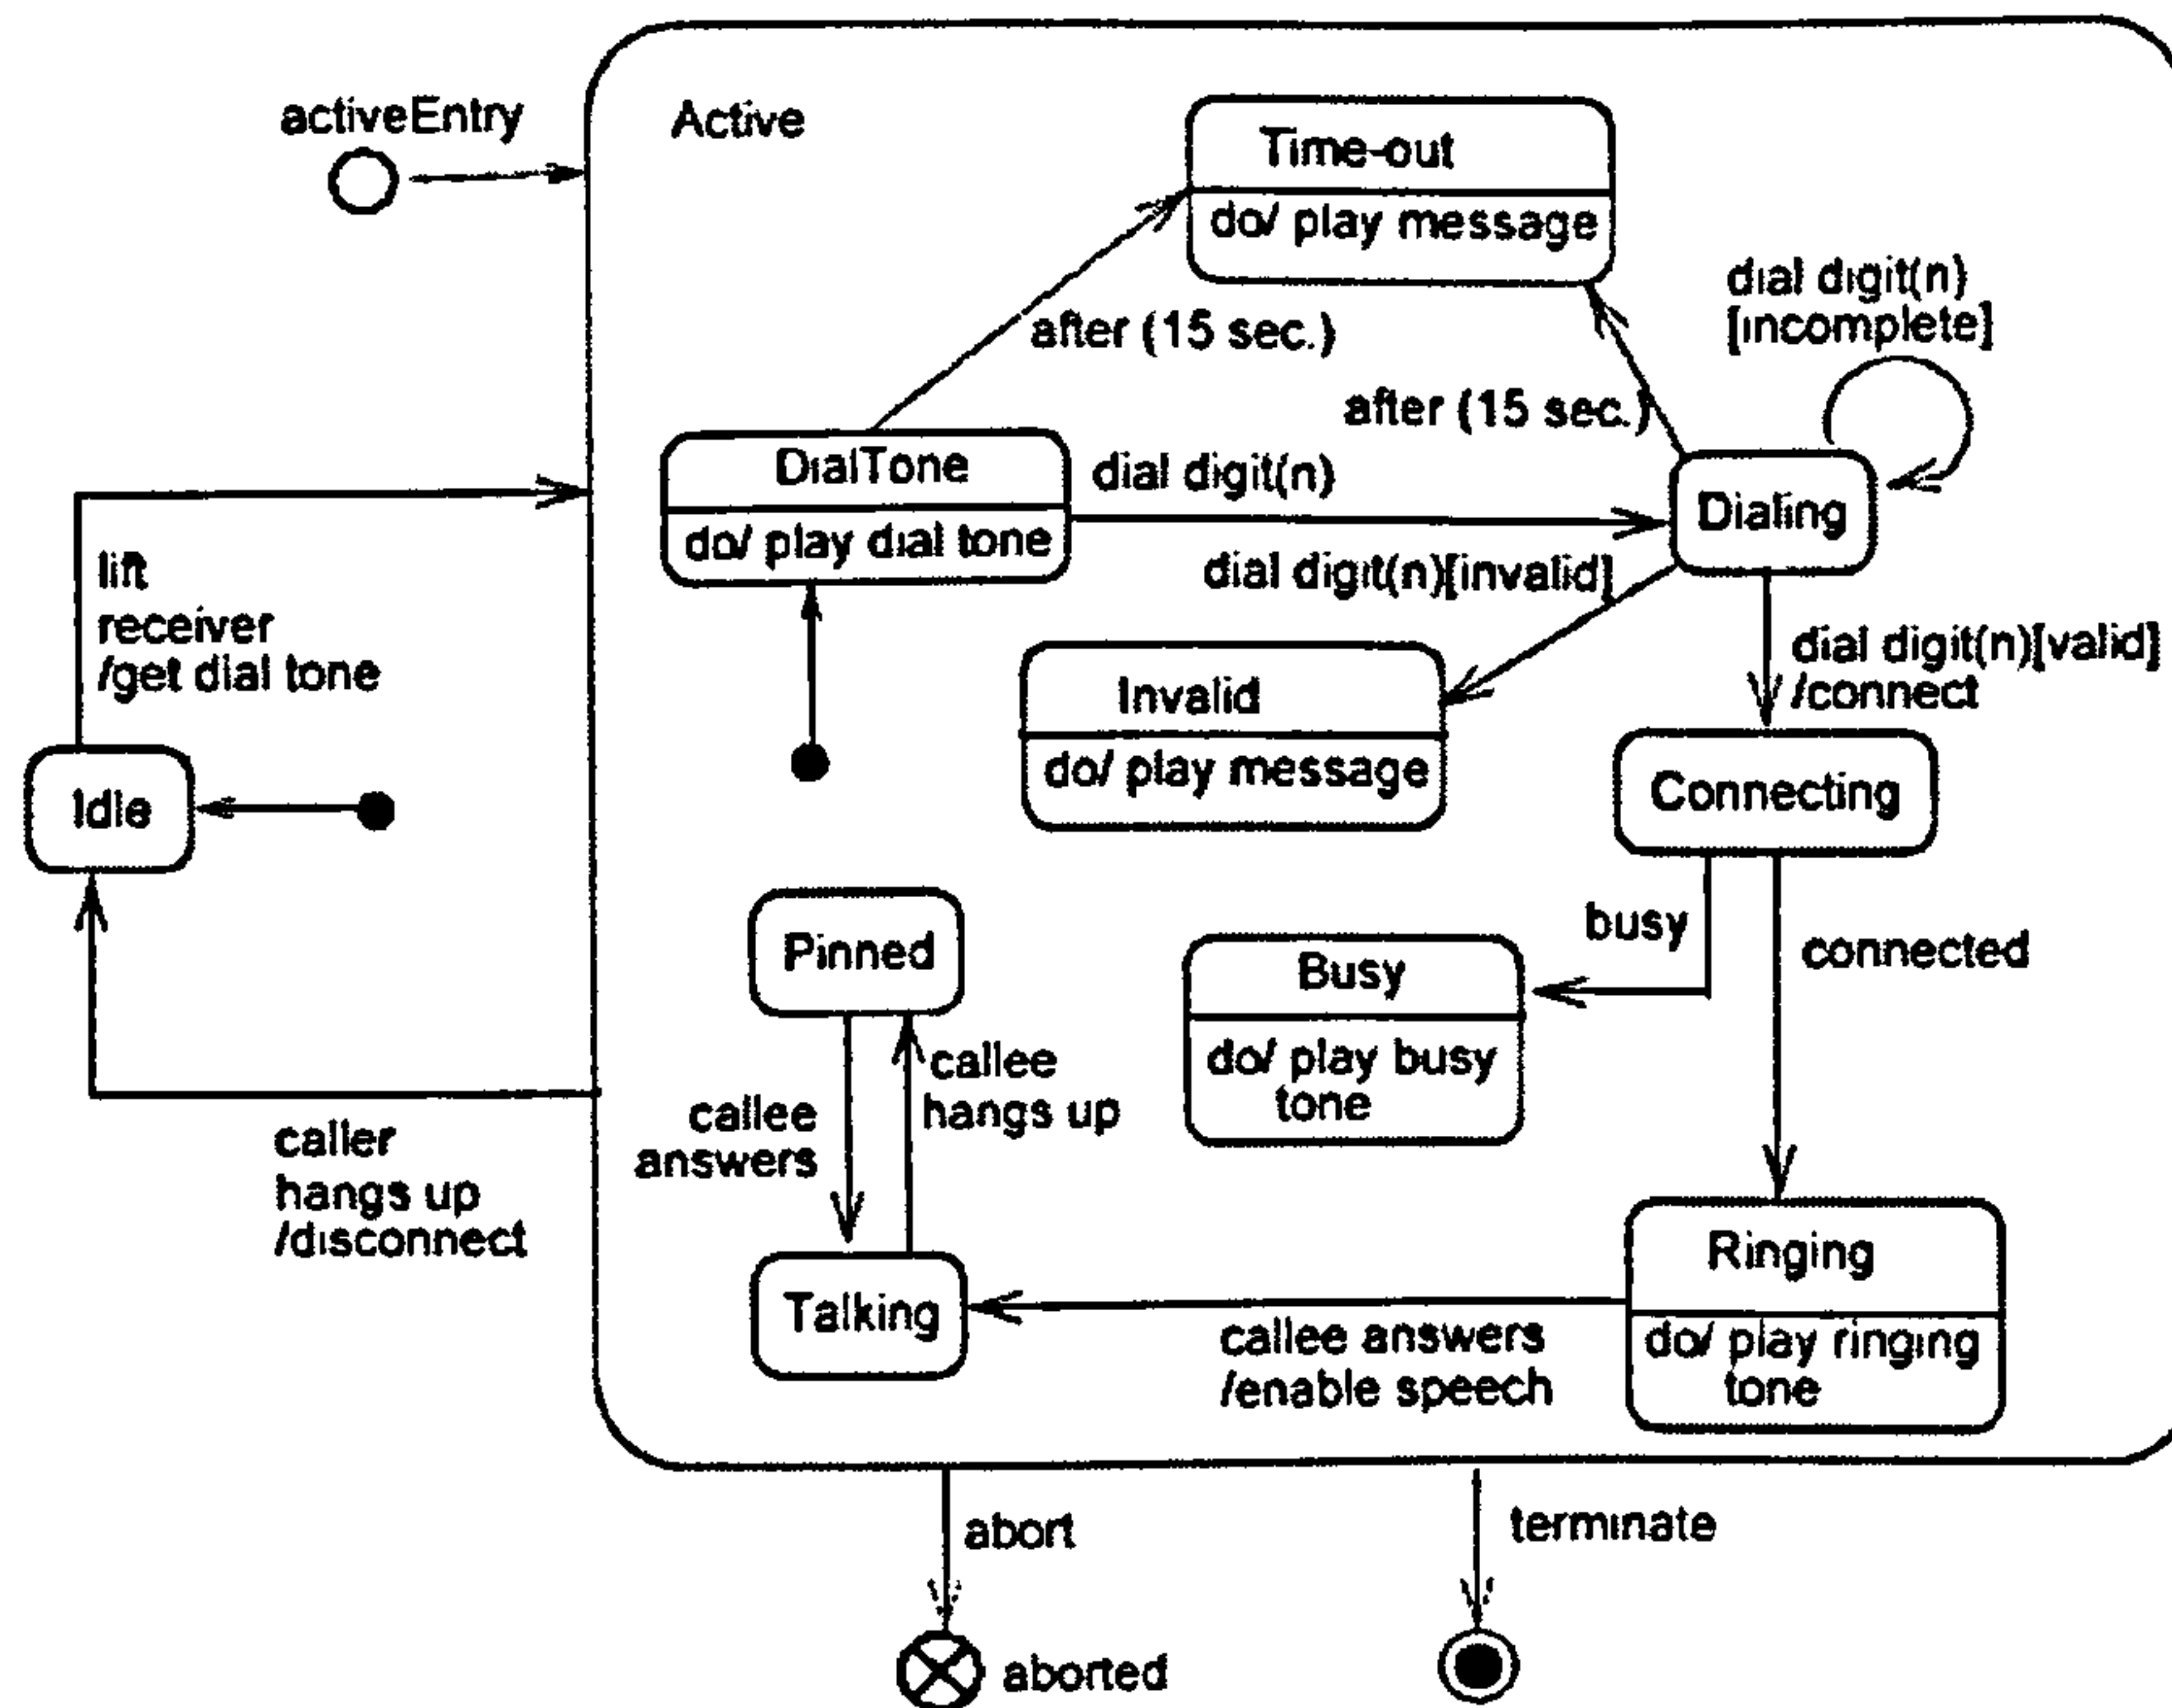 activeEntry
Active
Time-out
do/ play message
dial digit(n)
[incomplete]
after (15 sec.)
after (15 sec.)
DialTone
do/ play dial tone
dial digit(n)
Dialing
lift
receiver
/get dial tone
dial digit(n)[invalid]
Invalid
do/ play message
dial digit(n)[valid]
/connect
Idle
Connecting
Pinned
busy
connected
Busy
do/ play busy
tone
callee
hangs up
callee
answers
caller
hangs up
/disconnect
Talking
callee answers
/enable speech
Ringing
do/ play ringing
tone
abort
terminate
aborted